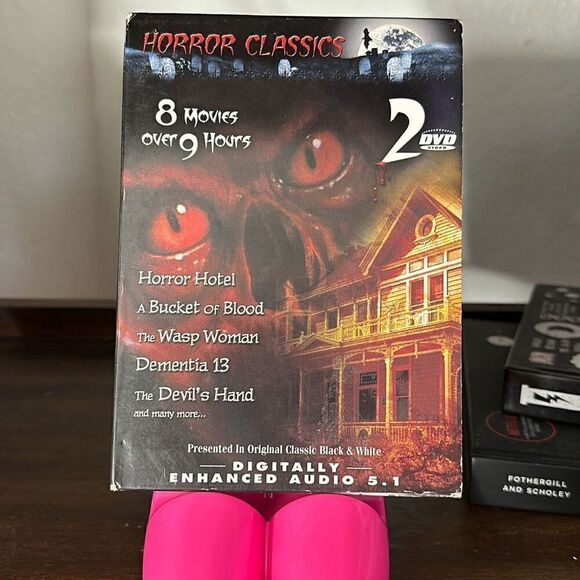 HORROR CLASSICS
8 Movies
over 9 Hours
2 DVD
VIDEO
Horror Hotel
A Bucket of Blood
The Wasp Woman
Dementia 13
The Devil's Hand
and many more...
Presented In Original Classic Black & White
DIGITALLY
ENHANCED AUDIO 5.1
FOTHERGILL
AND SCHOLEY